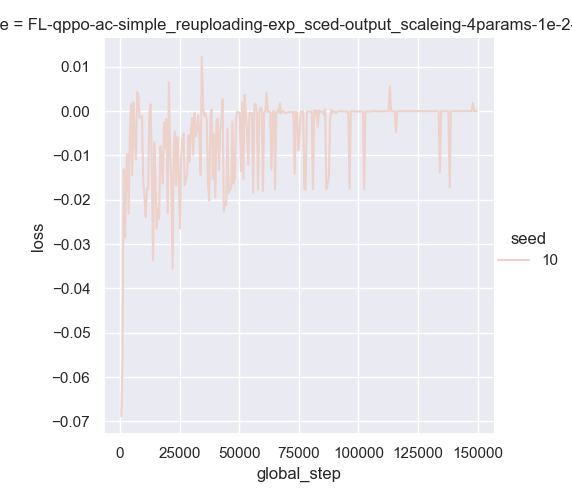 e = FL-qppo-ac-simple_reuploading-exp_sced-output_scaleing-4params-1e-2-
0.01
0.00
−0.01
−0.02
−0.03
−0.04
−0.05
−0.06
−0.07
loss
seed
10
0 25000 50000 75000 100000 125000 150000
global_step